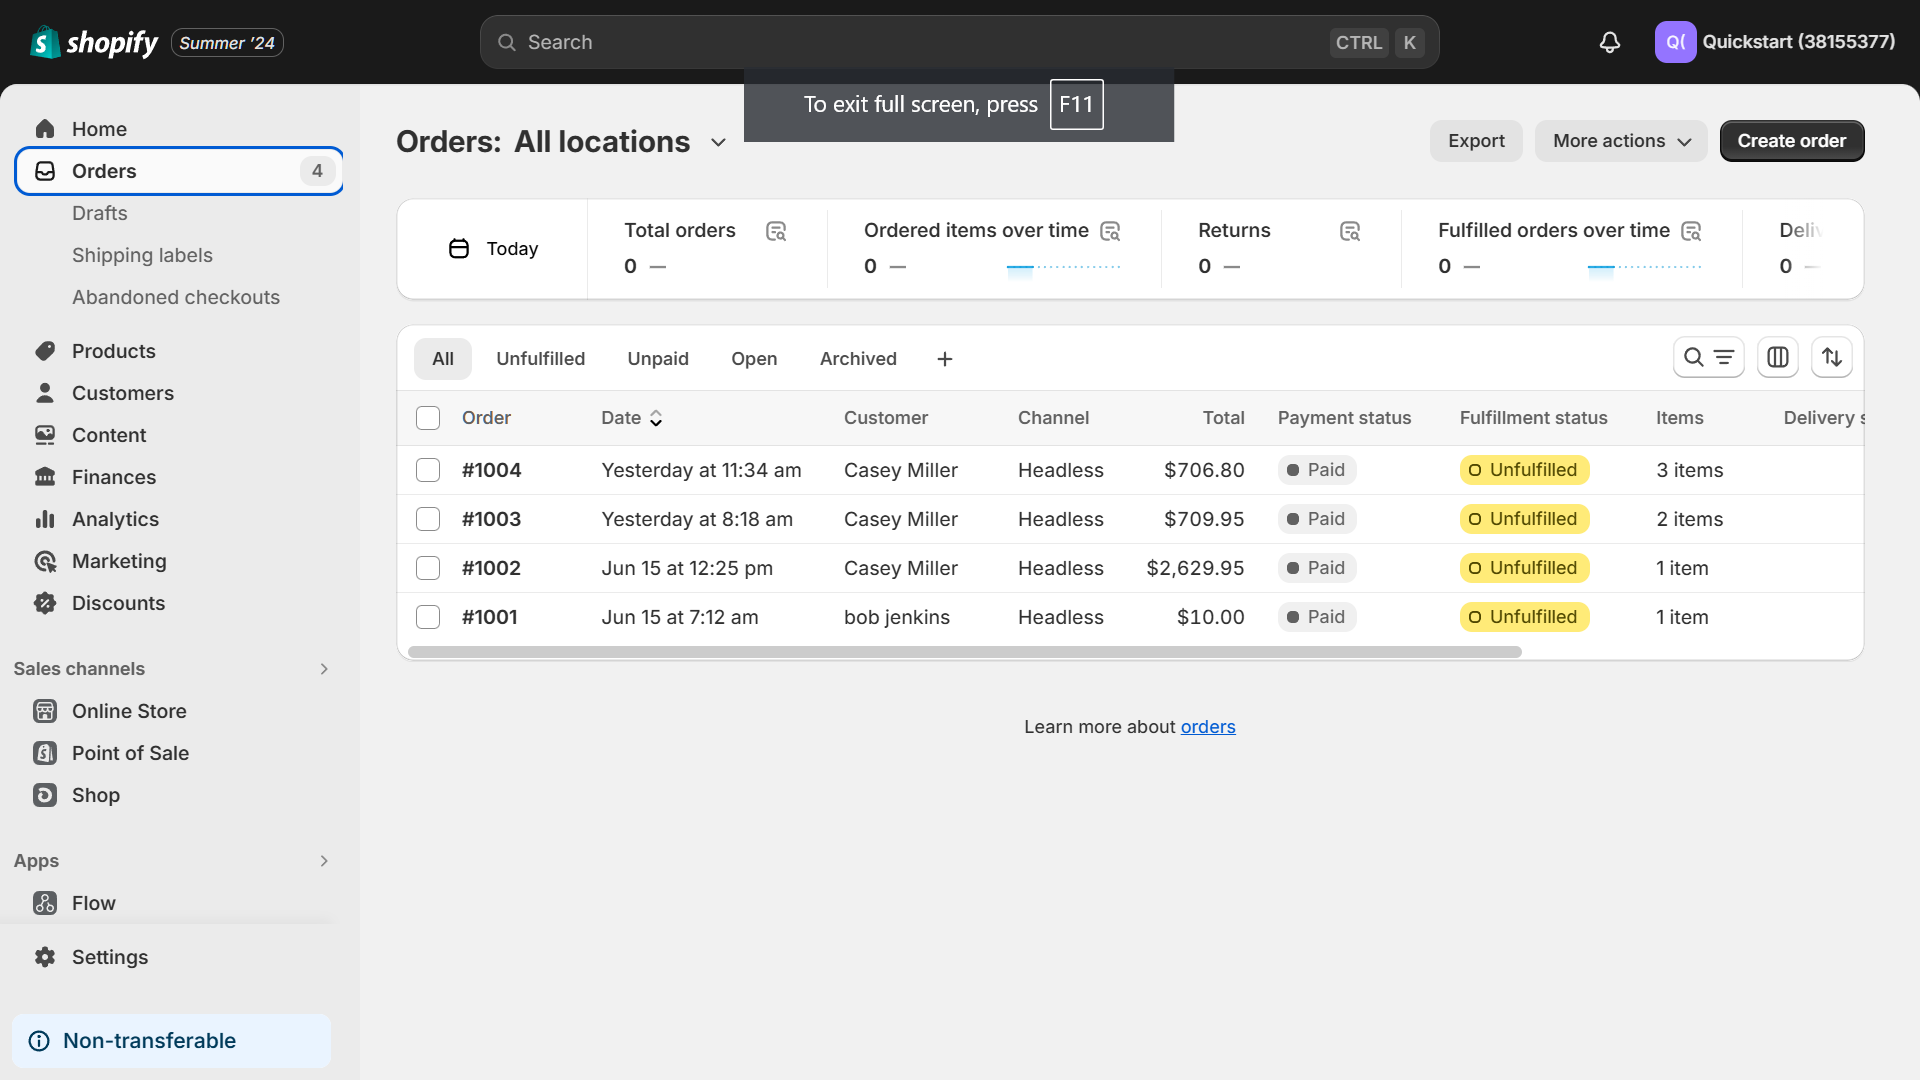 shopify Summer '24
Search CTRL K
Q( Quickstart (38155377)
To exit full screen, press F11
Home
Orders 4
Drafts
Shipping labels
Abandoned checkouts
Products
Customers
Content
Finances
Analytics
Marketing
Discounts
Sales channels
Online Store
Point of Sale
Shop
Apps
Flow
Settings
Non-transferable
Orders: All locations
Export More actions Create order
Today
Total orders
0 —
Ordered items over time
0 —
Returns
0 —
Fulfilled orders over time
0 —
Deliv
0 —
All Unfulfilled Unpaid Open Archived +
Order Date Customer Channel Total Payment status Fulfillment status Items Delivery s
#1004 Yesterday at 11:34 am Casey Miller Headless $706.80 Paid Unfulfilled 3 items
#1003 Yesterday at 8:18 am Casey Miller Headless $709.95 Paid Unfulfilled 2 items
#1002 Jun 15 at 12:25 pm Casey Miller Headless $2,629.95 Paid Unfulfilled 1 item
#1001 Jun 15 at 7:12 am bob jenkins Headless $10.00 Paid Unfulfilled 1 item
Learn more about orders